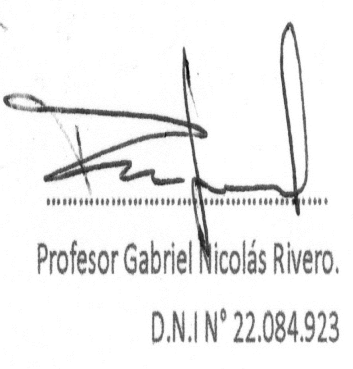 Profesor Gabriel Nicolás Rivero.
D.N.I N° 22.084.923